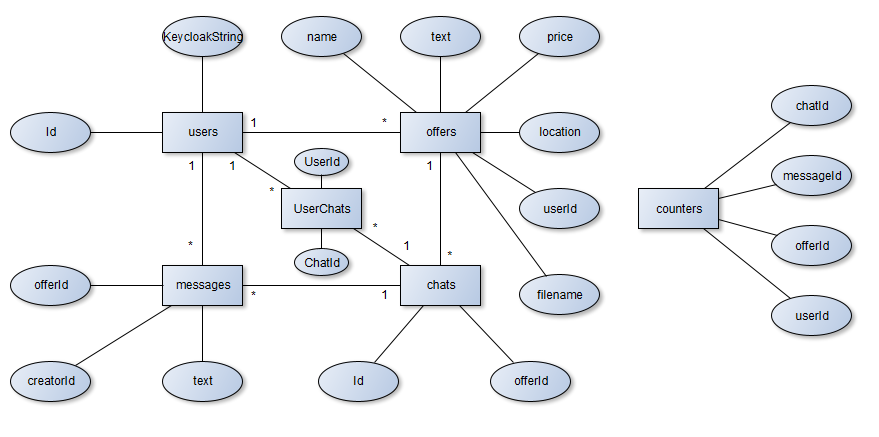 KeycloakString
name
text
price
chatId
Id
users
1
*
offers
location
1
1
UserId
1
messageId
*
UserChats
userId
counters
*
1
offerId
*
ChatId
*
offerId
messages
*
1
chats
filename
userId
creatorId
text
Id
offerId